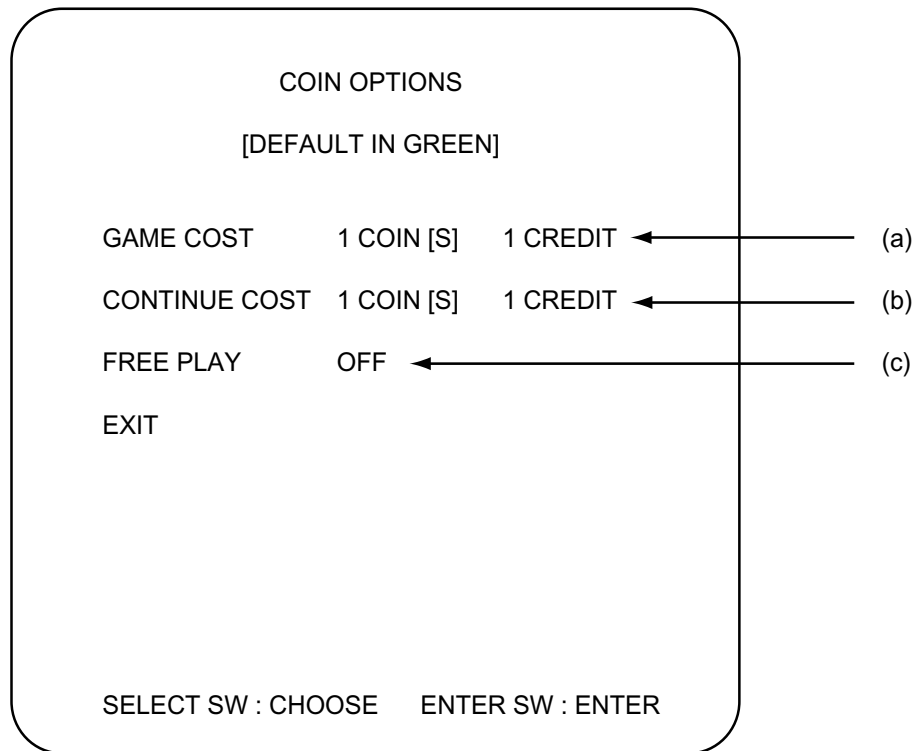 COIN OPTIONS
[DEFAULT IN GREEN]
GAME COST 1 COIN [S] 1 CREDIT (a)
CONTINUE COST 1 COIN [S] 1 CREDIT (b)
FREE PLAY OFF (c)
EXIT
SELECT SW : CHOOSE ENTER SW : ENTER